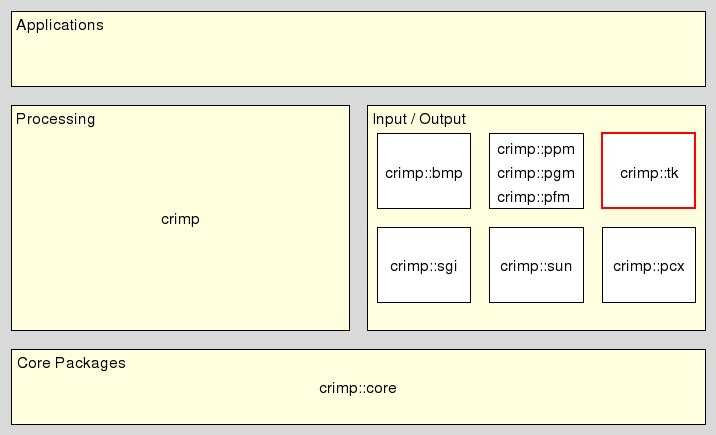 Applications
Processing
crimp
Input / Output
crimp::bmp
crimp::ppm
crimp::pgm
crimp::pfm
crimp::tk
crimp::sgi
crimp::sun
crimp::pcx
Core Packages
crimp::core